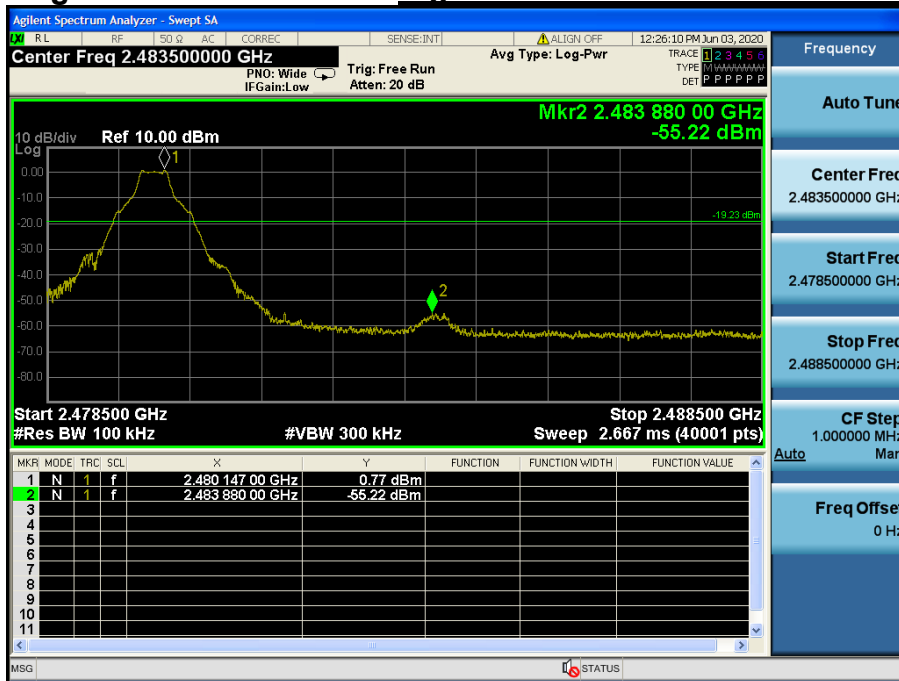 Agilent Spectrum Analyzer - Swept SA
LXI RL RF 50 Ω AC CORREC SENSE:INT ALIGN OFF 12:26:10 PM Jun 03, 2020
Center Freq 2.483500000 GHz
PNO: Wide
IFGain:Low
Trig: Free Run
Atten: 20 dB
Avg Type: Log-Pwr
TRACE 1 2 3 4 5 6
TYPE M W W W W W
DET P P P P P P
Mkr2 2.483 880 00 GHz
-55.22 dBm
10 dB/div Ref 10.00 dBm
Log
1
0.00
-10.0
-19.23 dBm
-20.0
-30.0
-40.0
2
-50.0
-60.0
-70.0
-80.0
Start 2.478500 GHz Stop 2.488500 GHz
#Res BW 100 kHz #VBW 300 kHz Sweep 2.667 ms (40001 pts)
MKR MODE TRC SCL X Y FUNCTION FUNCTION WIDTH FUNCTION VALUE
1 N 1 f 2.480 147 00 GHz 0.77 dBm
2 N 1 f 2.483 880 00 GHz -55.22 dBm
3
4
5
6
7
8
9
10
11
MSG STATUS
Frequency
Auto Tune
Center Freq
2.483500000 GHz
Start Freq
2.478500000 GHz
Stop Freq
2.488500000 GHz
CF Step
1.000000 MHz
Auto Man
Freq Offset
0 Hz